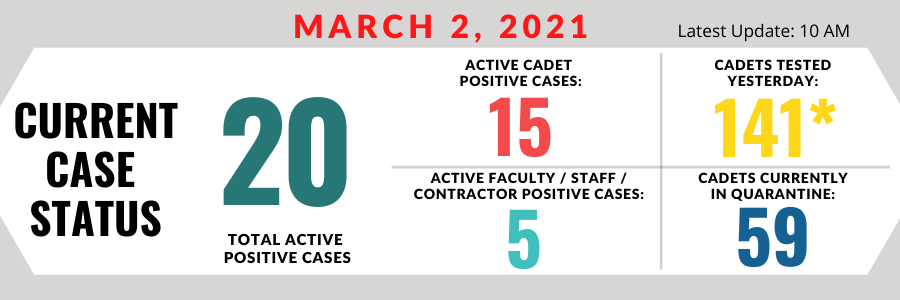 MARCH 2, 2021
Latest Update: 10 AM
CURRENT
CASE
STATUS
20
TOTAL ACTIVE
POSITIVE CASES
ACTIVE CADET
POSITIVE CASES:
15
CADETS TESTED
YESTERDAY:
141*
ACTIVE FACULTY / STAFF /
CONTRACTOR POSITIVE CASES:
5
CADETS CURRENTLY
IN QUARANTINE:
59